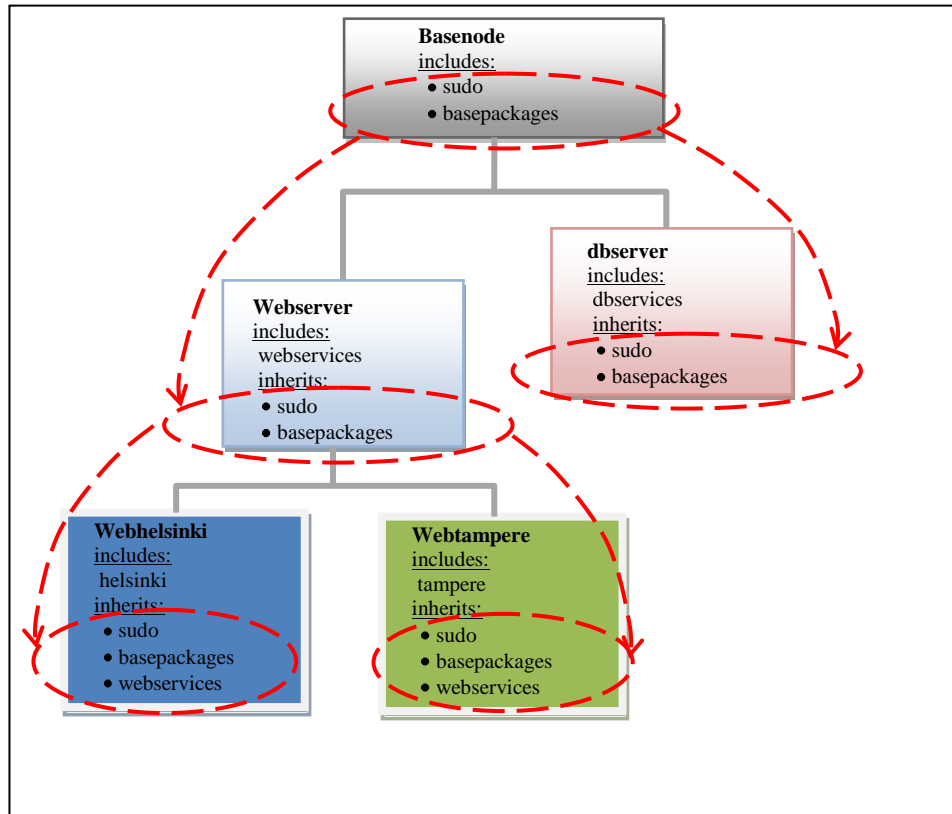 Basenode
includes:
● sudo
● basepackages
dbserver
includes:
dbservices
inherits:
● sudo
● basepackages
Webserver
includes:
webservices
inherits:
● sudo
● basepackages
Webhelsinki
includes:
helsinki
inherits:
● sudo
● basepackages
● webservices
Webtampere
includes:
tampere
inherits:
● sudo
● basepackages
● webservices